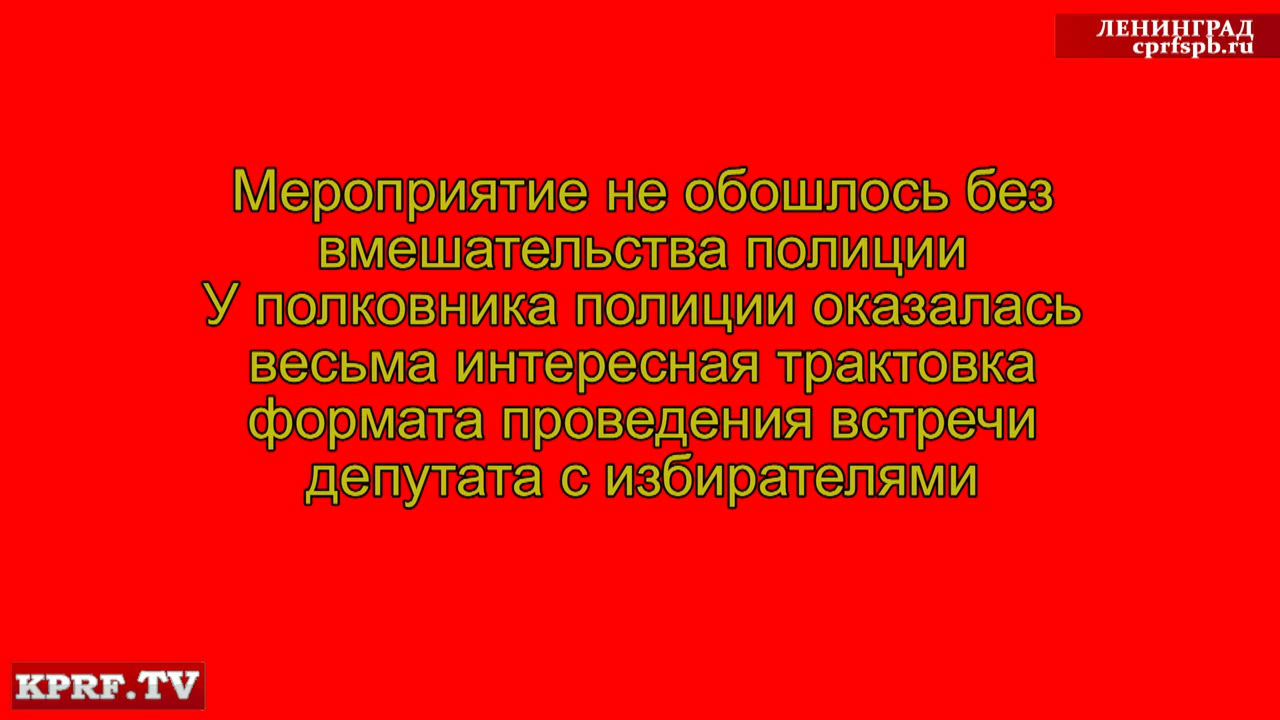 ЛЕНИНГРАД
cprfspb.ru
Мероприятие не обошлось без
вмешательства полиции
У полковника полиции оказалась
весьма интересная трактовка
формата проведения встречи
депутата с избирателями
KPRF.TV